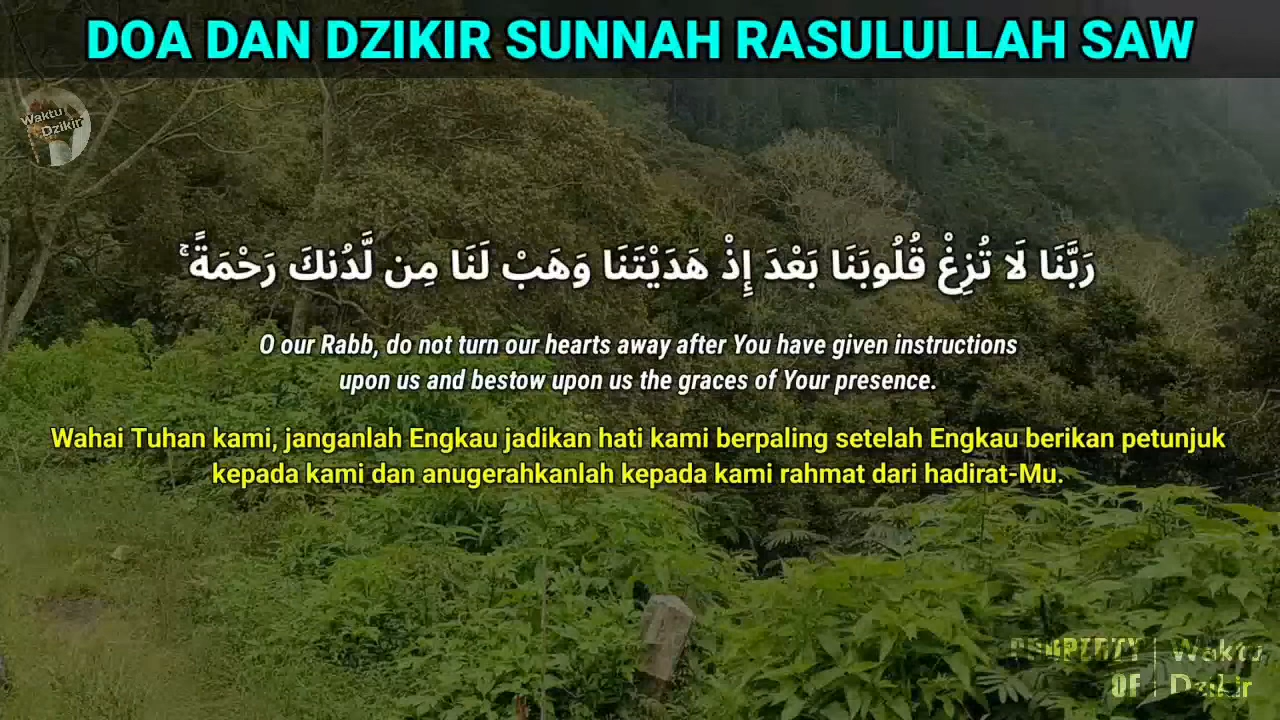 DOA DAN DZIKIR SUNNAH RASULULLAH SAW
Waktu
Dzikir
رَبَّنَا لَا تُزِغْ قُلُوبَنَا بَعْدَ إِذْ هَدَيْتَنَا وَهَبْ لَنَا مِن لَّدُنكَ رَحْمَةً ۚ
O our Rabb, do not turn our hearts away after You have given instructions
upon us and bestow upon us the graces of Your presence.
Wahai Tuhan kami, janganlah Engkau jadikan hati kami berpaling setelah Engkau berikan petunjuk
kepada kami dan anugerahkanlah kepada kami rahmat dari hadirat-Mu.
PROPERTY | Waktu
OF | Dzikir